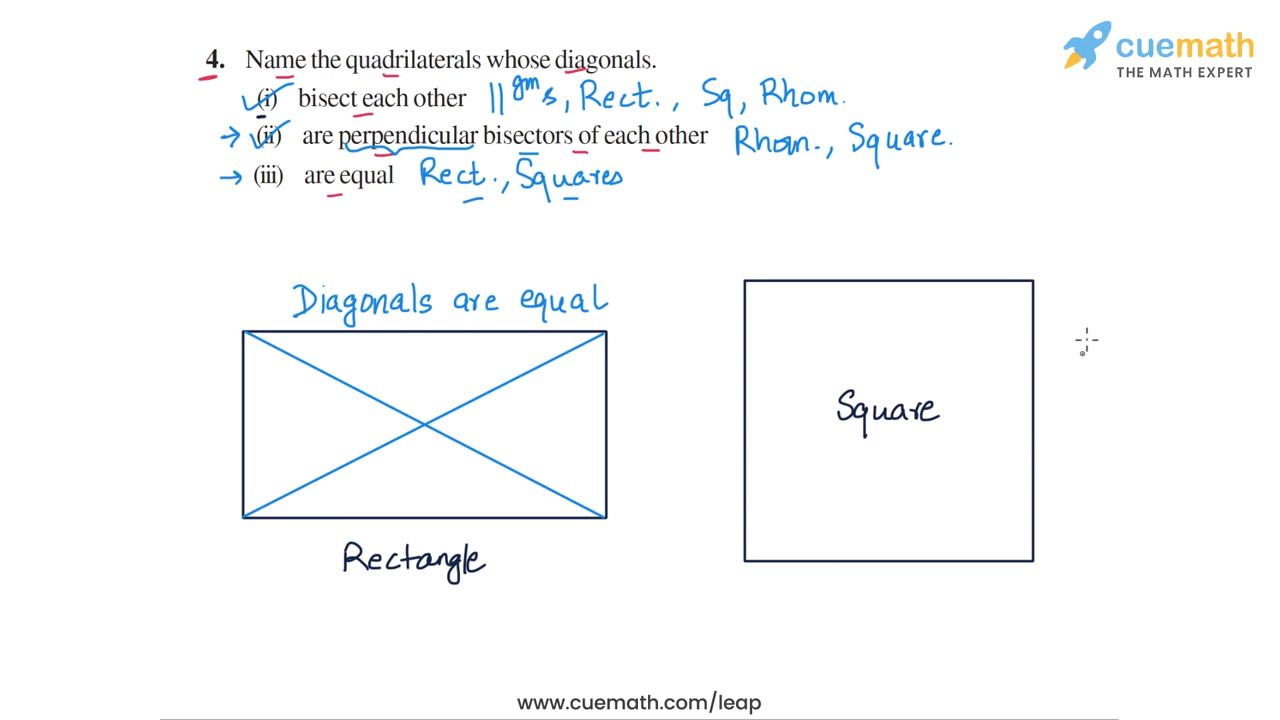 cuemath
THE MATH EXPERT
4. Name the quadrilaterals whose diagonals.
(i) bisect each other ||gms, Rect., Sq, Rhom.
→ (ii) are perpendicular bisectors of each other Rhom., Square.
→ (iii) are equal Rect., Squares
Diagonals are equal
Square
Rectangle
www.cuemath.com/leap